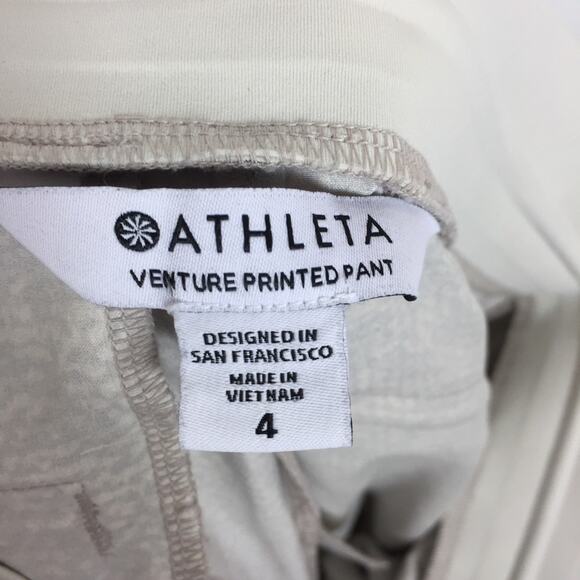 ATHLETA
VENTURE PRINTED PANT
DESIGNED IN
SAN FRANCISCO
MADE IN
VIETNAM
4